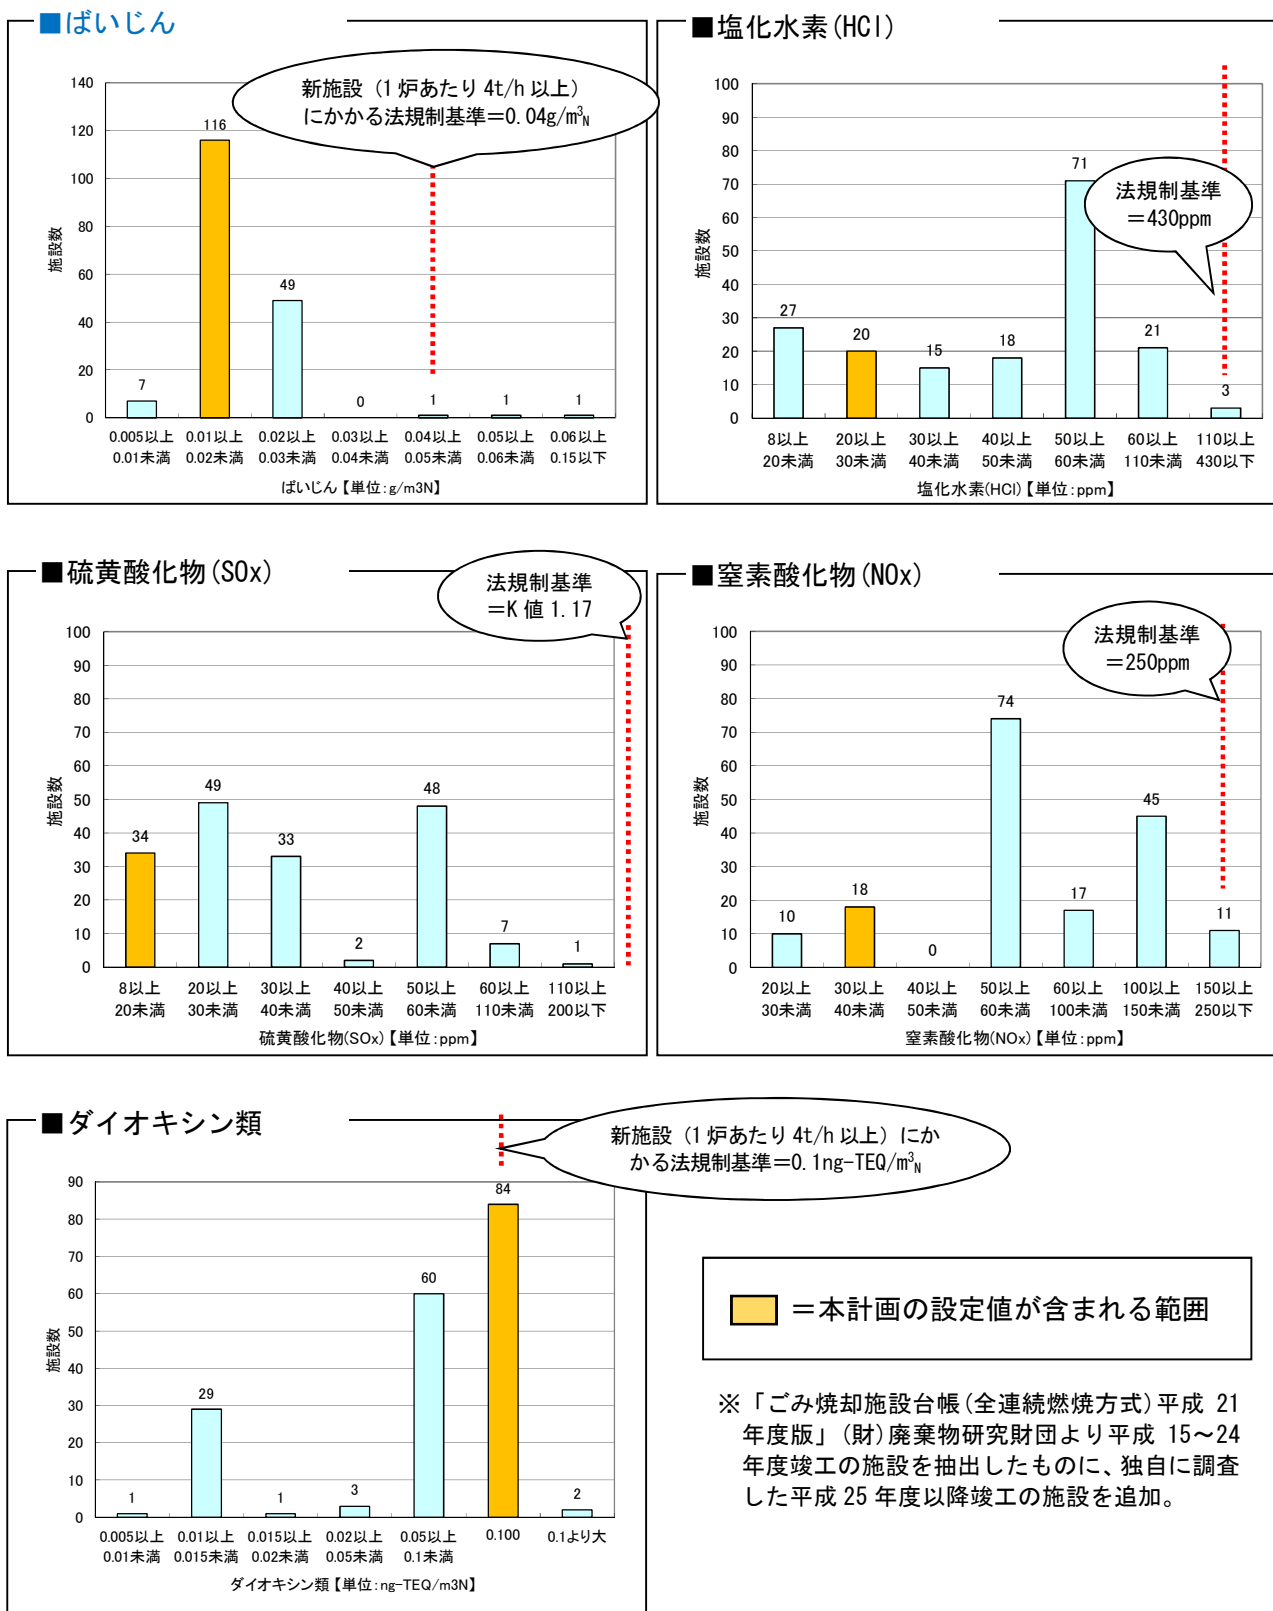 ■ばいじん
新施設（1炉あたり 4t/h 以上）
にかかる法規制基準＝0.04g/m³N
140
120
100
80
60
40
20
0
施設数
7
116
49
0
1
1
1
0.005以上 0.01以上 0.02以上 0.03以上 0.04以上 0.05以上 0.06以上
0.01未満 0.02未満 0.03未満 0.04未満 0.05未満 0.06未満 0.15以下
ばいじん【単位：g/m3N】
■塩化水素(HCl)
法規制基準
＝430ppm
100
90
80
70
60
50
40
30
20
10
0
施設数
27
20
15
18
71
21
3
8以上 20以上 30以上 40以上 50以上 60以上 110以上
20未満 30未満 40未満 50未満 60未満 110未満 430以下
塩化水素(HCl)【単位：ppm】
■硫黄酸化物(SOx)
法規制基準
＝K 値 1.17
100
90
80
70
60
50
40
30
20
10
0
施設数
34
49
33
2
48
7
1
8以上 20以上 30以上 40以上 50以上 60以上 110以上
20未満 30未満 40未満 50未満 60未満 110未満 200以下
硫黄酸化物(SOx)【単位：ppm】
■窒素酸化物(NOx)
法規制基準
＝250ppm
100
90
80
70
60
50
40
30
20
10
0
施設数
10
18
0
74
17
45
11
20以上 30以上 40以上 50以上 60以上 100以上 150以上
30未満 40未満 50未満 60未満 100未満 150未満 250以下
窒素酸化物(NOx)【単位：ppm】
■ダイオキシン類
新施設（1炉あたり 4t/h 以上）にか
かる法規制基準＝0.1ng-TEQ/m³N
90
80
70
60
50
40
30
20
10
0
施設数
1
29
1
3
60
84
2
0.005以上 0.01以上 0.015以上 0.02以上 0.05以上 0.100 0.1より大
0.01未満 0.015未満 0.02未満 0.05未満 0.1未満
ダイオキシン類【単位：ng-TEQ/m3N】
＝本計画の設定値が含まれる範囲
※「ごみ焼却施設台帳(全連続燃焼方式)平成 21
年度版」(財)廃棄物研究財団より平成 15～24
年度竣工の施設を抽出したものに、独自に調査
した平成 25 年度以降竣工の施設を追加。